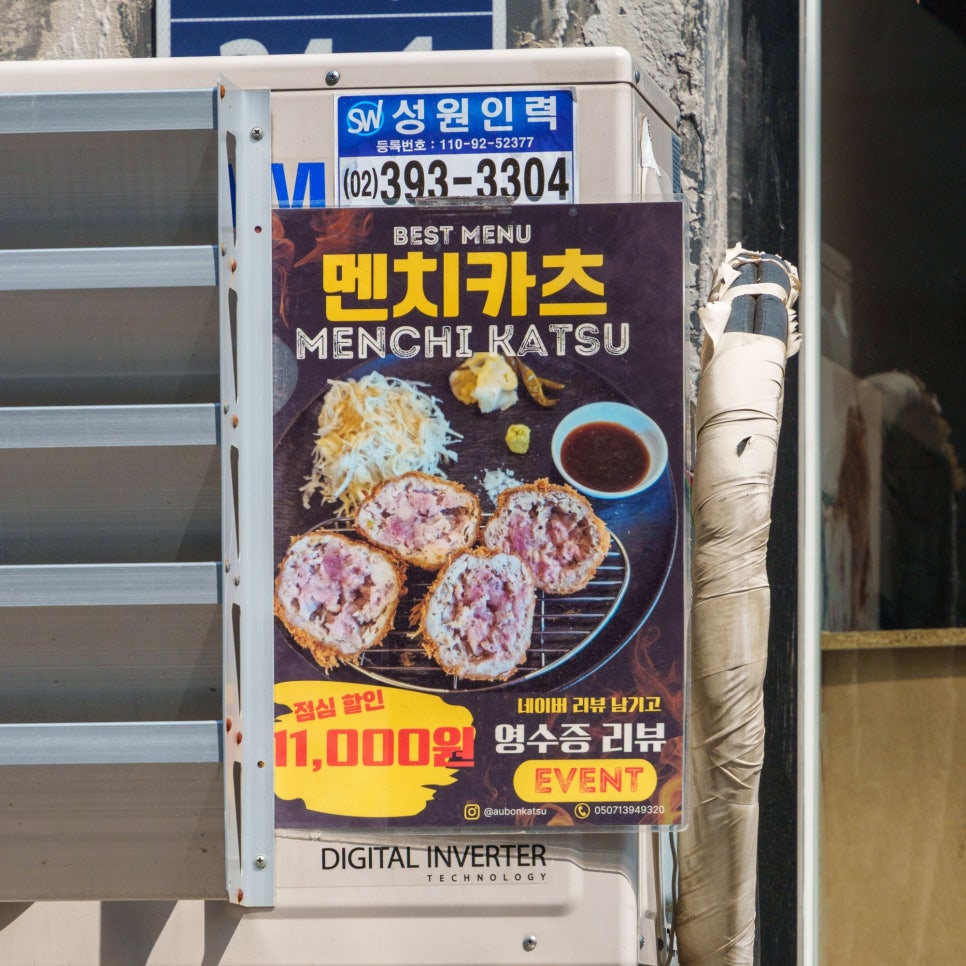 SW 성원인력
등록번호 : 110-92-52377
(02)393-3304
BEST MENU
멘치카츠
MENCHI KATSU
점심 할인
11,000원
네이버 리뷰 남기고
영수증 리뷰
EVENT
@aubonkatsu
050713949320
DIGITAL INVERTER
TECHNOLOGY